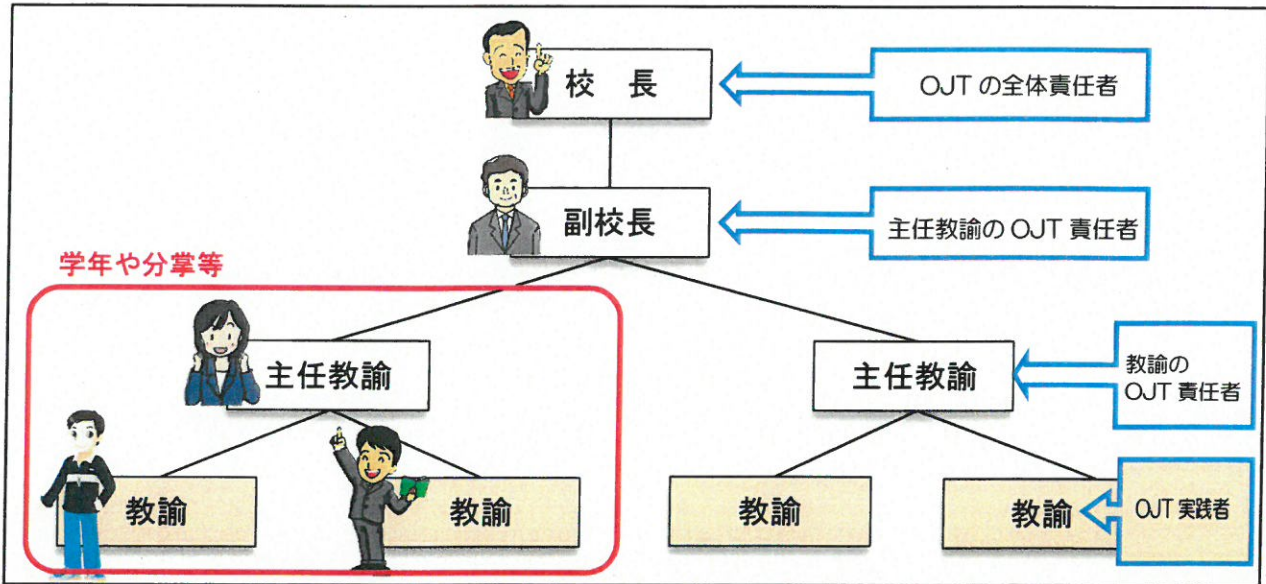 校　長
OJT の全体責任者
副校長
主任教諭の OJT 責任者
学年や分掌等
主任教諭
主任教諭
教諭の
OJT 責任者
教諭
教諭
教諭
教諭
OJT 実践者